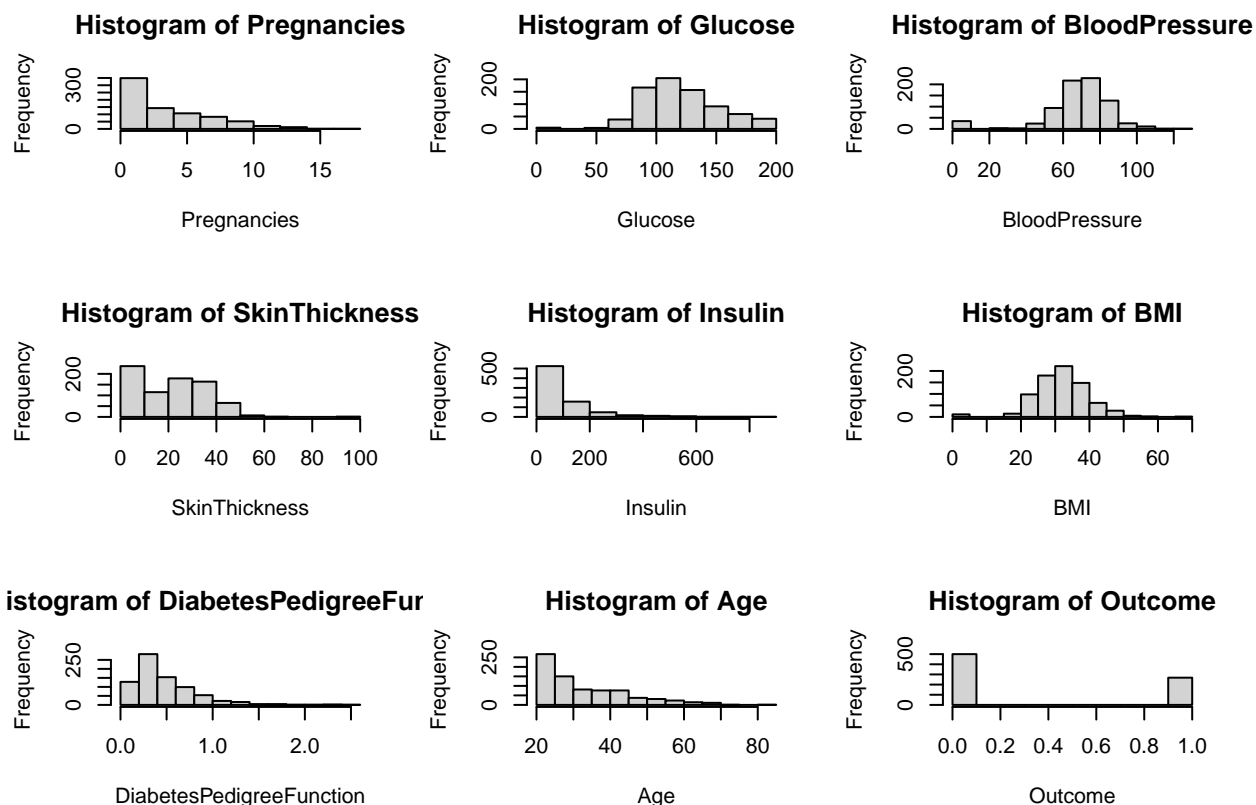 Histogram of Pregnancies
Frequency
300
0
0 5 10 15
Pregnancies
Histogram of Glucose
Frequency
200
0
0 50 100 150 200
Glucose
Histogram of BloodPressure
Frequency
200
0
0 20 60 100
BloodPressure
Histogram of SkinThickness
Frequency
200
0
0 20 40 60 80 100
SkinThickness
Histogram of Insulin
Frequency
500
0
0 200 600
Insulin
Histogram of BMI
Frequency
200
0
0 20 40 60
BMI
istogram of DiabetesPedigreeFur
Frequency
250
0
0.0 1.0 2.0
DiabetesPedigreeFunction
Histogram of Age
Frequency
250
0
20 40 60 80
Age
Histogram of Outcome
Frequency
500
0
0.0 0.2 0.4 0.6 0.8 1.0
Outcome